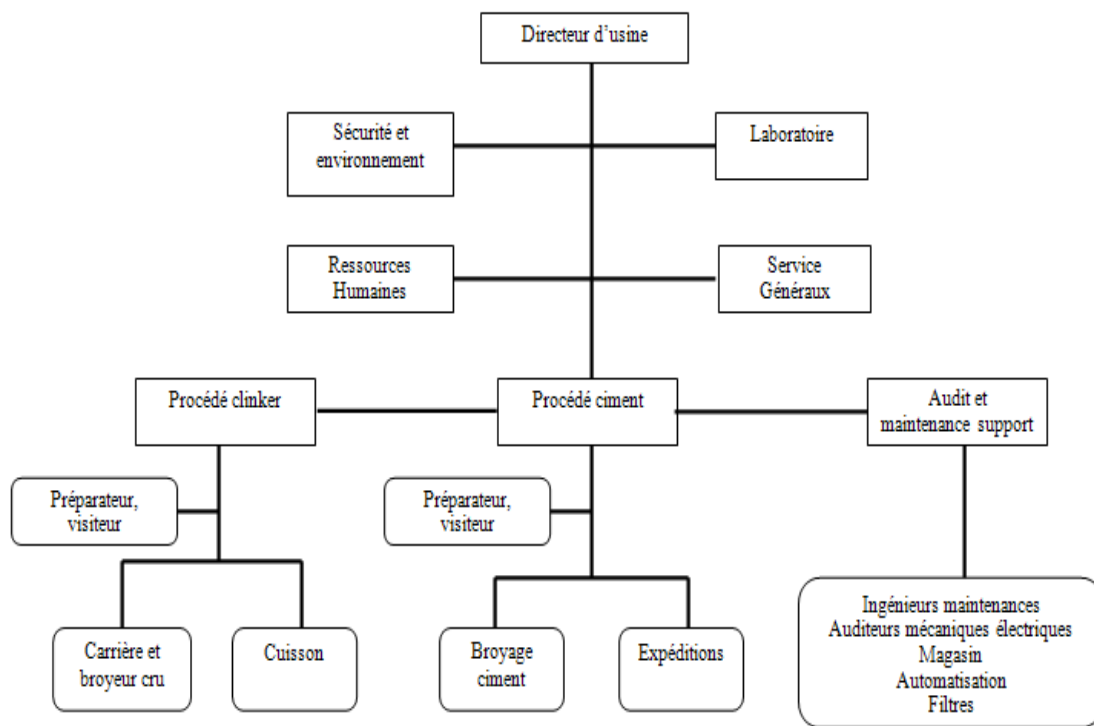 Directeur d’usine
Sécurité et
environnement
Laboratoire
Ressources
Humaines
Service
Généraux
Procédé clinker
Procédé ciment
Audit et
maintenance support
Préparateur,
visiteur
Préparateur,
visiteur
Carrière et
broyeur cru
Cuisson
Broyage
ciment
Expéditions
Ingénieurs maintenances
Auditeurs mécaniques électriques
Magasin
Automatisation
Filtres